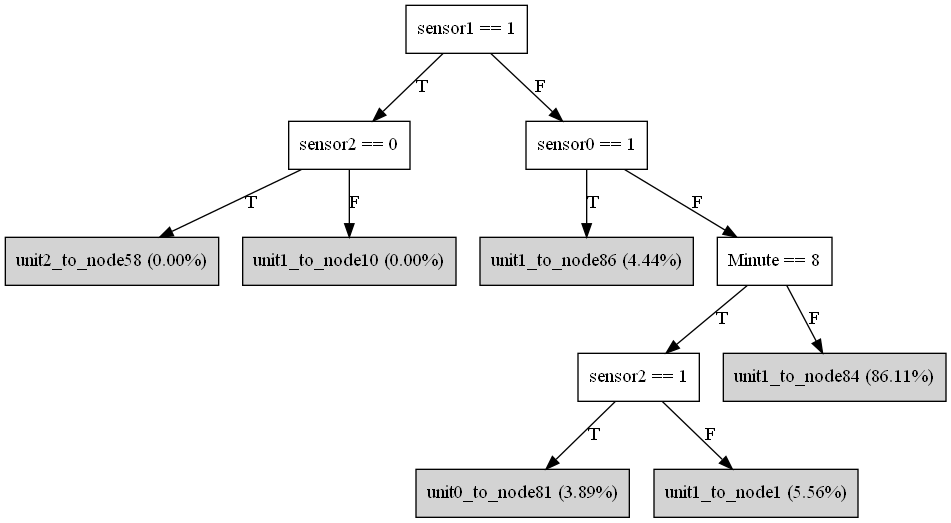 sensor1 == 1
T
F
sensor2 == 0
sensor0 == 1
T
F
T
F
unit2_to_node58 (0.00%)
unit1_to_node10 (0.00%)
unit1_to_node86 (4.44%)
Minute == 8
T
F
sensor2 == 1
unit1_to_node84 (86.11%)
T
F
unit0_to_node81 (3.89%)
unit1_to_node1 (5.56%)